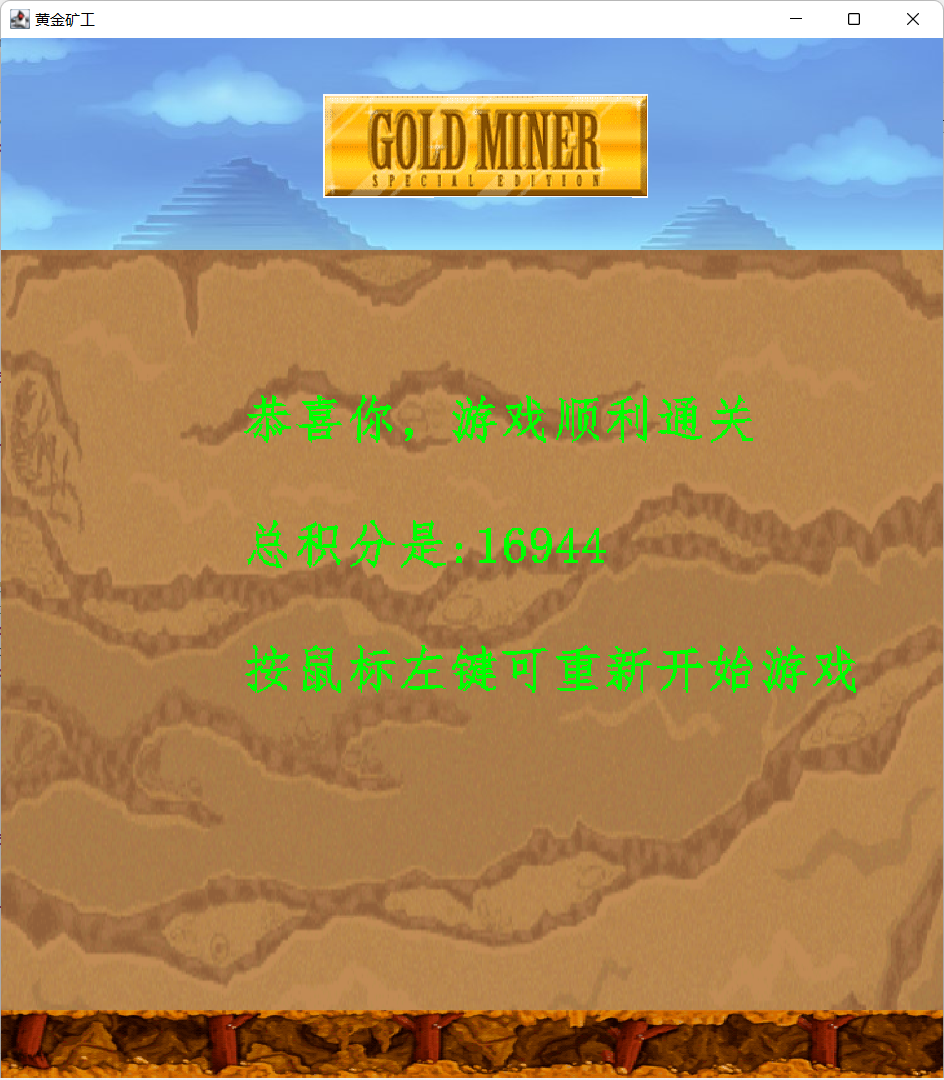 黄金矿工
GOLD MINER
SPECIAL EDITION
恭喜你，游戏顺利通关
总积分是:16944
按鼠标左键可重新开始游戏